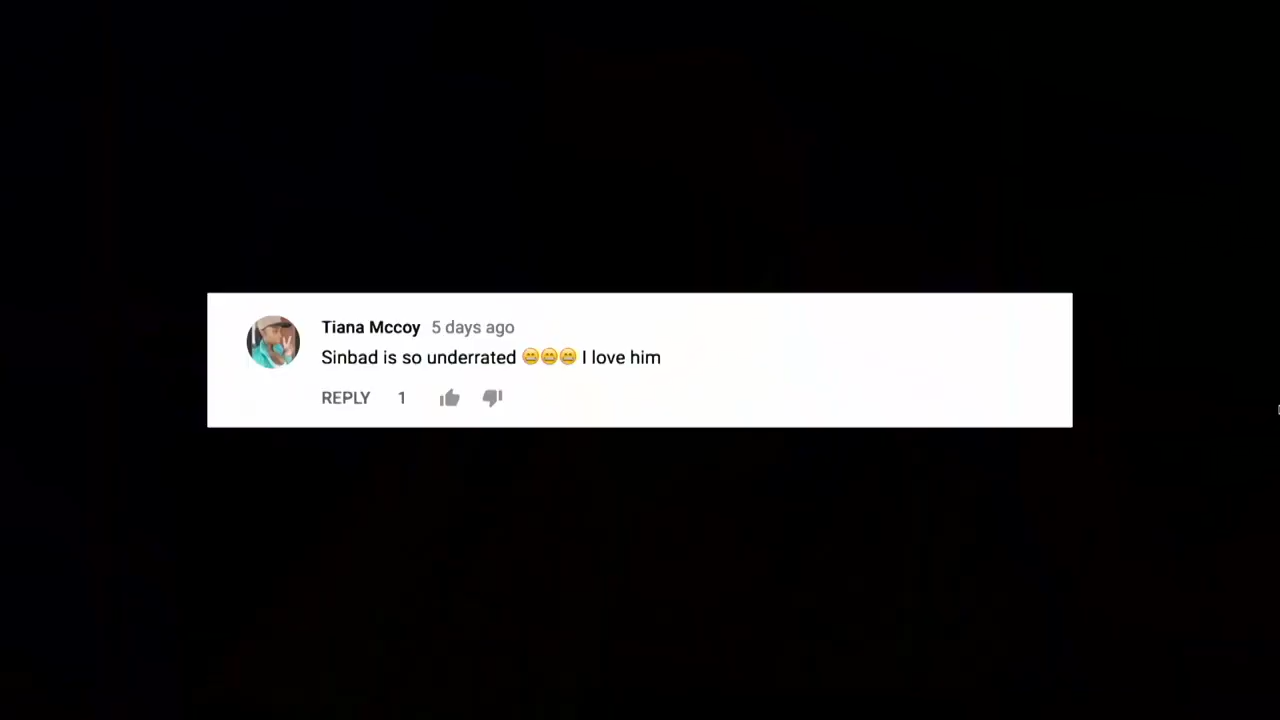 Tiana Mccoy 5 days ago
Sinbad is so underrated 😬😬😬 I love him
REPLY 1